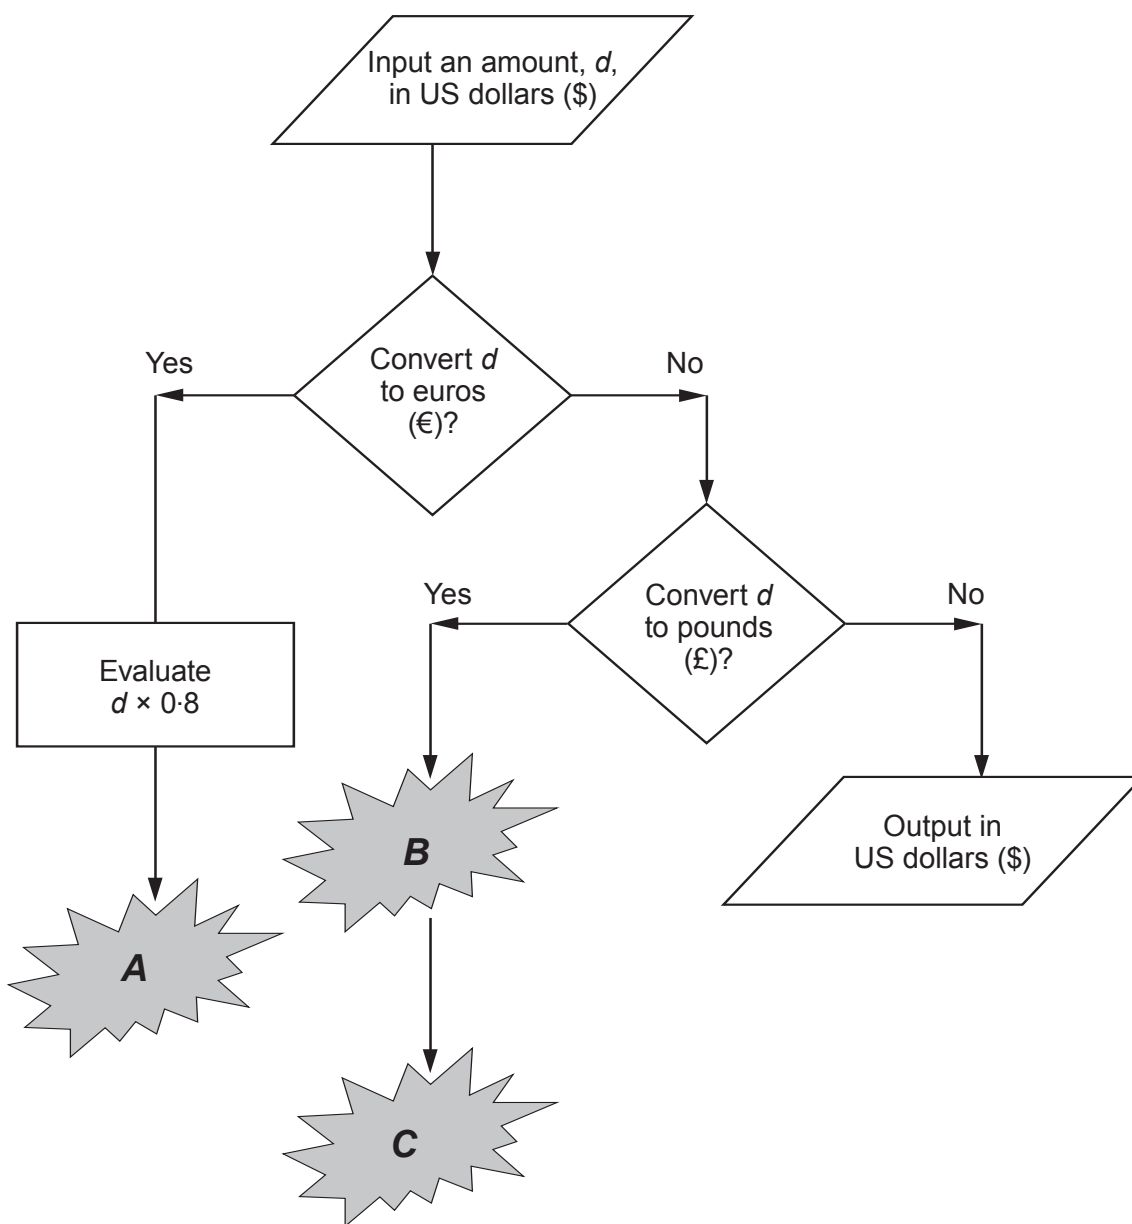 Input an amount, d,
in US dollars ($)
Convert d
to euros
(€)?
Yes
No
Convert d
to pounds
(£)?
Yes
No
Evaluate
d × 0·8
Output in
US dollars ($)
A
B
C